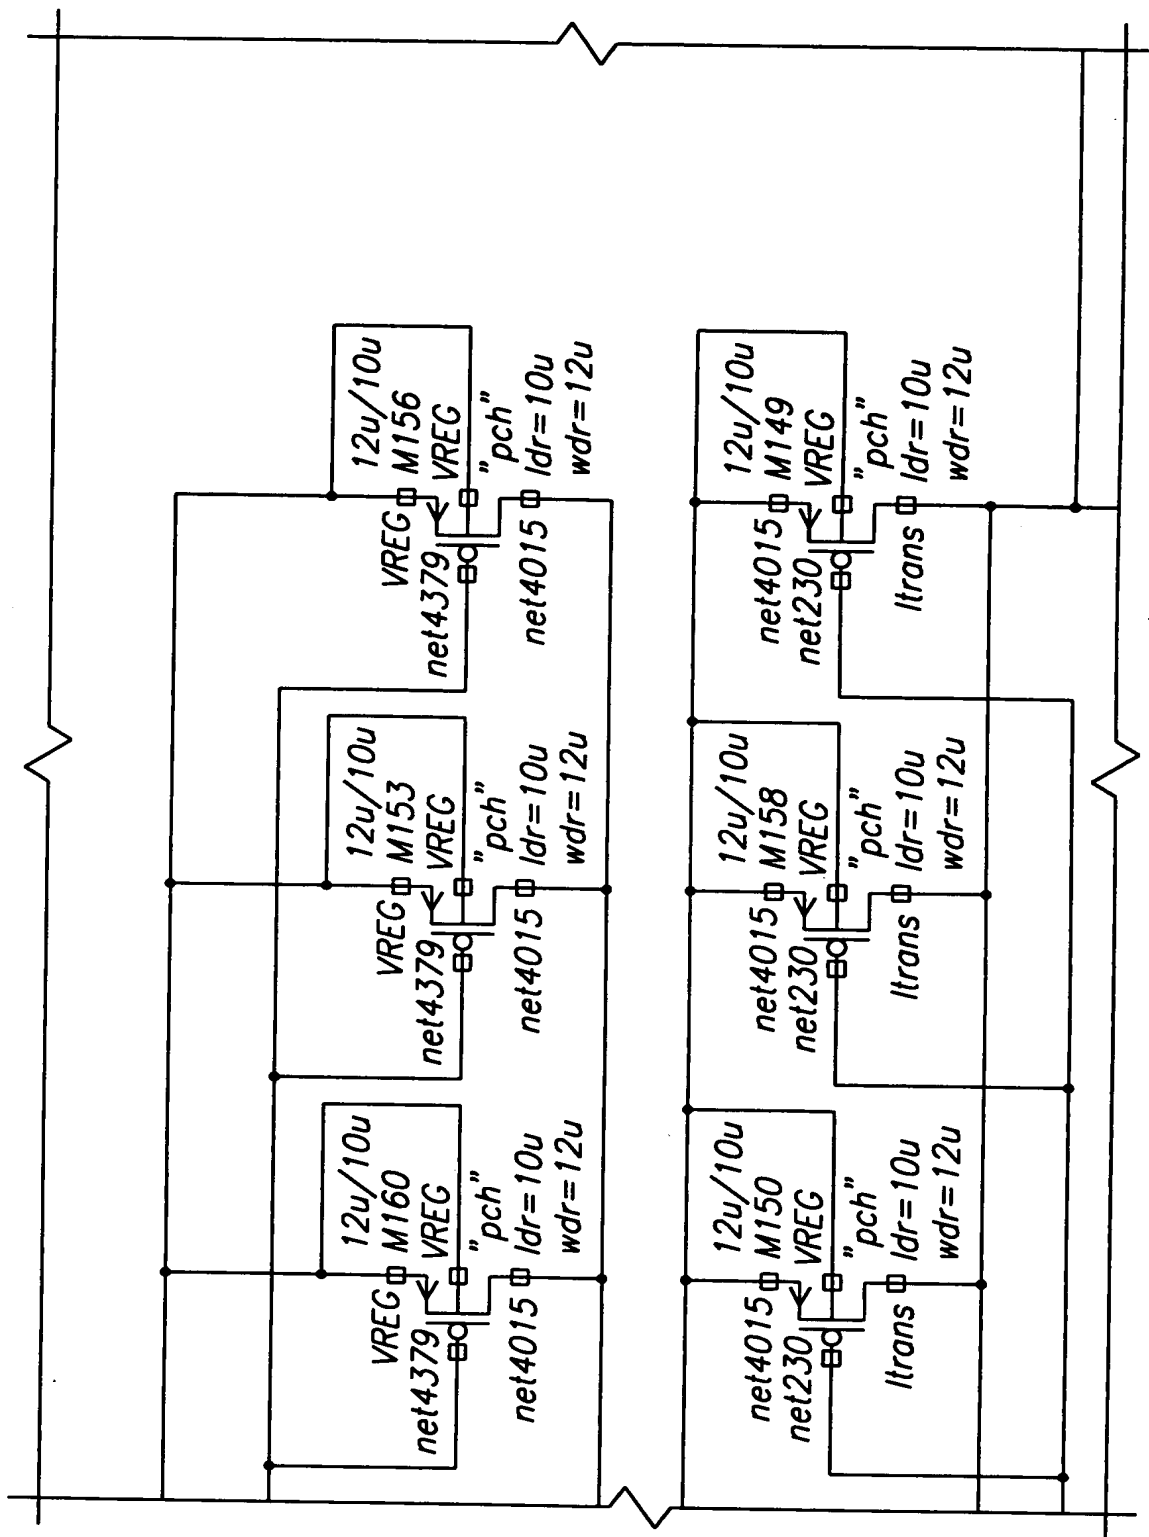 12u/10u
M160
VREG
VREG
net4379
"pch"
ldr=10u
wdr=12u
net4015
12u/10u
M153
VREG
VREG
net4379
"pch"
ldr=10u
wdr=12u
net4015
12u/10u
M156
VREG
VREG
net4379
"pch"
ldr=10u
wdr=12u
net4015
12u/10u
M150
VREG
net4015
net230
"pch"
ldr=10u
wdr=12u
Itrans
12u/10u
M158
VREG
net4015
net230
"pch"
ldr=10u
wdr=12u
Itrans
12u/10u
M149
VREG
net4015
net230
"pch"
ldr=10u
wdr=12u
Itrans